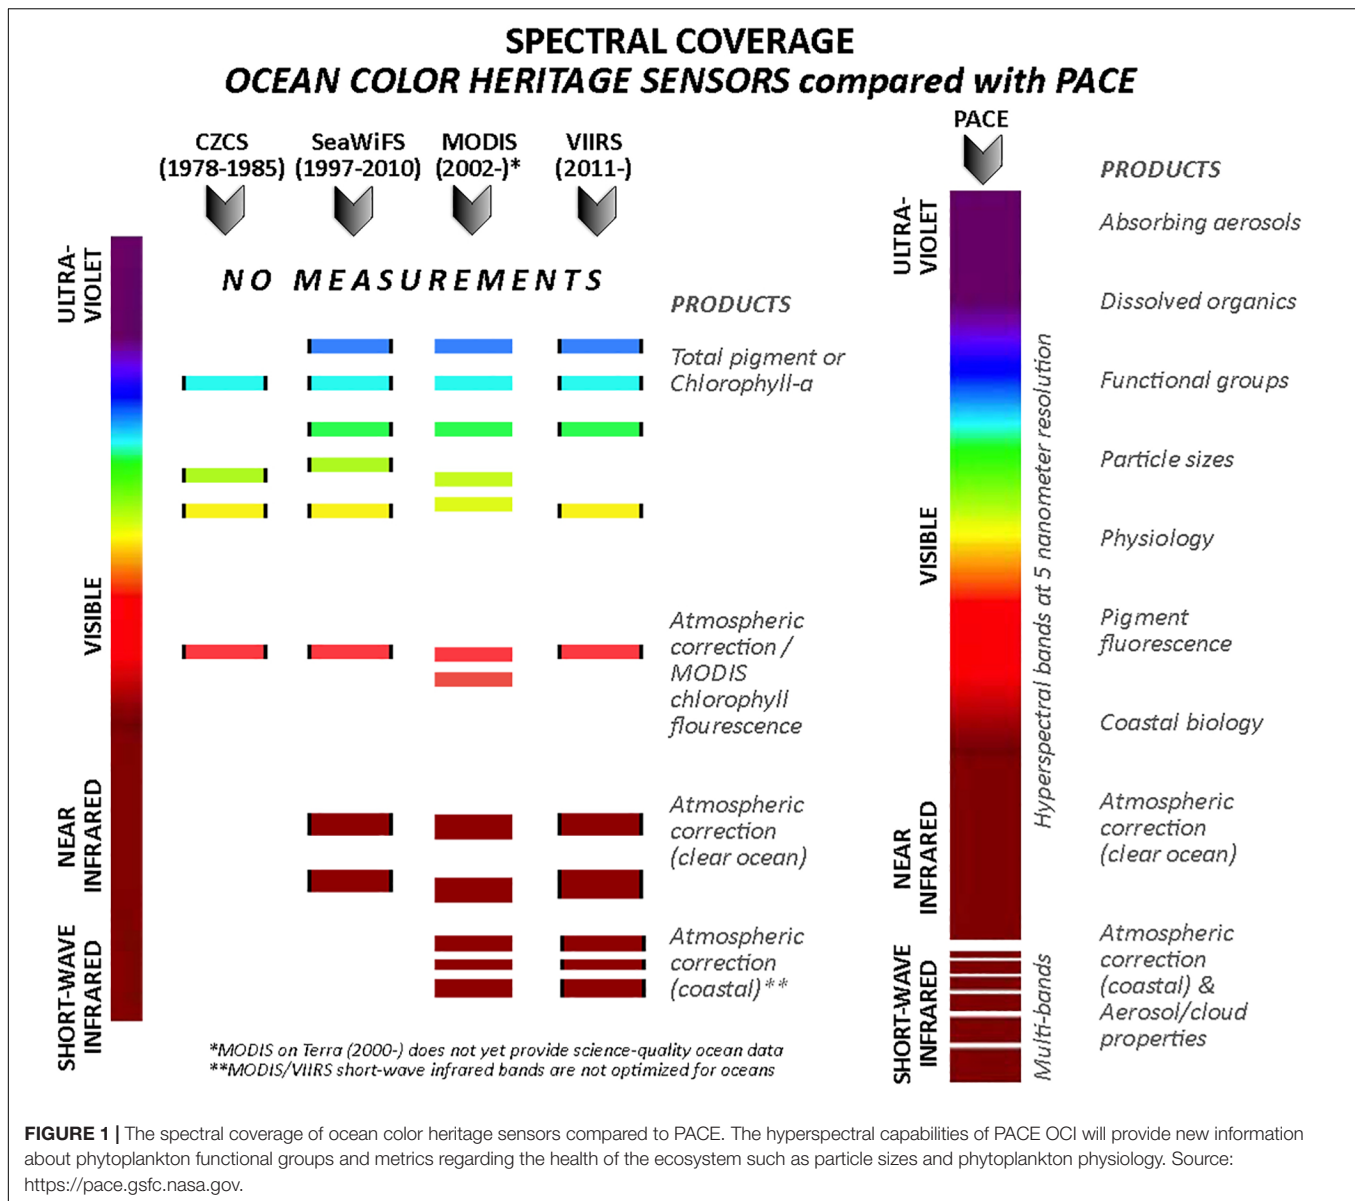 SPECTRAL COVERAGE
OCEAN COLOR HERITAGE SENSORS compared with PACE
CZCS
(1978-1985)
SeaWiFS
(1997-2010)
MODIS
(2002-)*
VIIRS
(2011-)
ULTRA-
VIOLET
VISIBLE
NEAR
INFRARED
SHORT-WAVE
INFRARED
NO MEASUREMENTS
PRODUCTS
Total pigment or
Chlorophyll-a
Atmospheric
correction /
MODIS
chlorophyll
flourescence
Atmospheric
correction
(clear ocean)
Atmospheric
correction
(coastal)**
*MODIS on Terra (2000-) does not yet provide science-quality ocean data
**MODIS/VIIRS short-wave infrared bands are not optimized for oceans
PACE
ULTRA-
VIOLET
VISIBLE
NEAR
INFRARED
SHORT-WAVE
INFRARED
Hyperspectral bands at 5 nanometer resolution
Multi-bands
PRODUCTS
Absorbing aerosols
Dissolved organics
Functional groups
Particle sizes
Physiology
Pigment
fluorescence
Coastal biology
Atmospheric
correction
(clear ocean)
Atmospheric
correction
(coastal) &
Aerosol/cloud
properties
FIGURE 1 | The spectral coverage of ocean color heritage sensors compared to PACE. The hyperspectral capabilities of PACE OCI will provide new information
about phytoplankton functional groups and metrics regarding the health of the ecosystem such as particle sizes and phytoplankton physiology. Source:
https://pace.gsfc.nasa.gov.